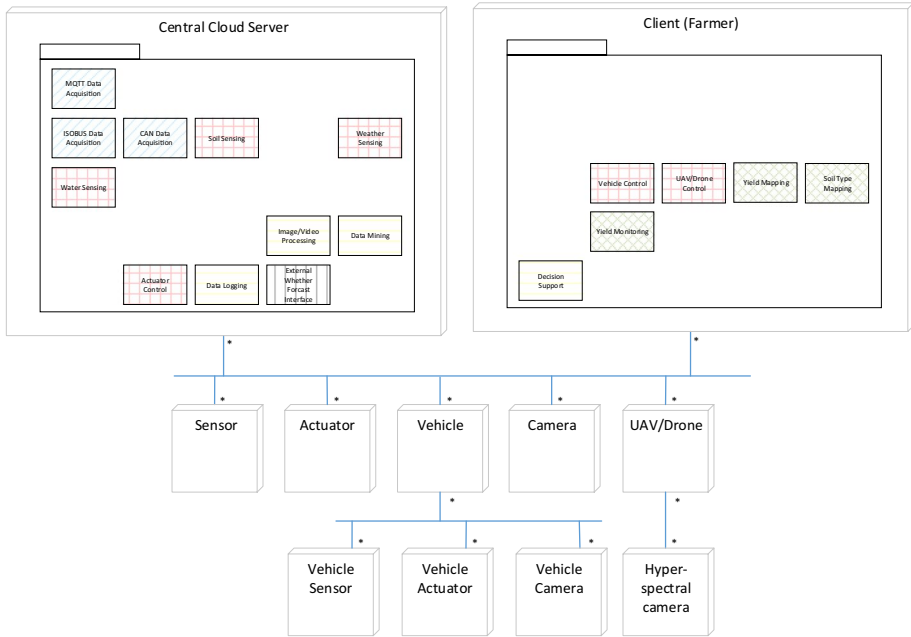 Central Cloud Server
Client (Farmer)
MQTT Data
Acquisition
ISOBUS Data
Acquisition
CAN Data
Acquisition
Soil Sensing
Weather
Sensing
Water Sensing
Image/Video
Processing
Data Mining
Actuator
Control
Data Logging
External
Whether
Forcast
Interface
Vehicle Control
UAV/Drone
Control
Yield Mapping
Soil Type
Mapping
Yield Monitoring
Decision
Support
*
*
*
*
*
*
*
Sensor
Actuator
Vehicle
Camera
UAV/Drone
*
*
*
*
*
*
Vehicle
Sensor
Vehicle
Actuator
Vehicle
Camera
Hyper-
spectral
camera